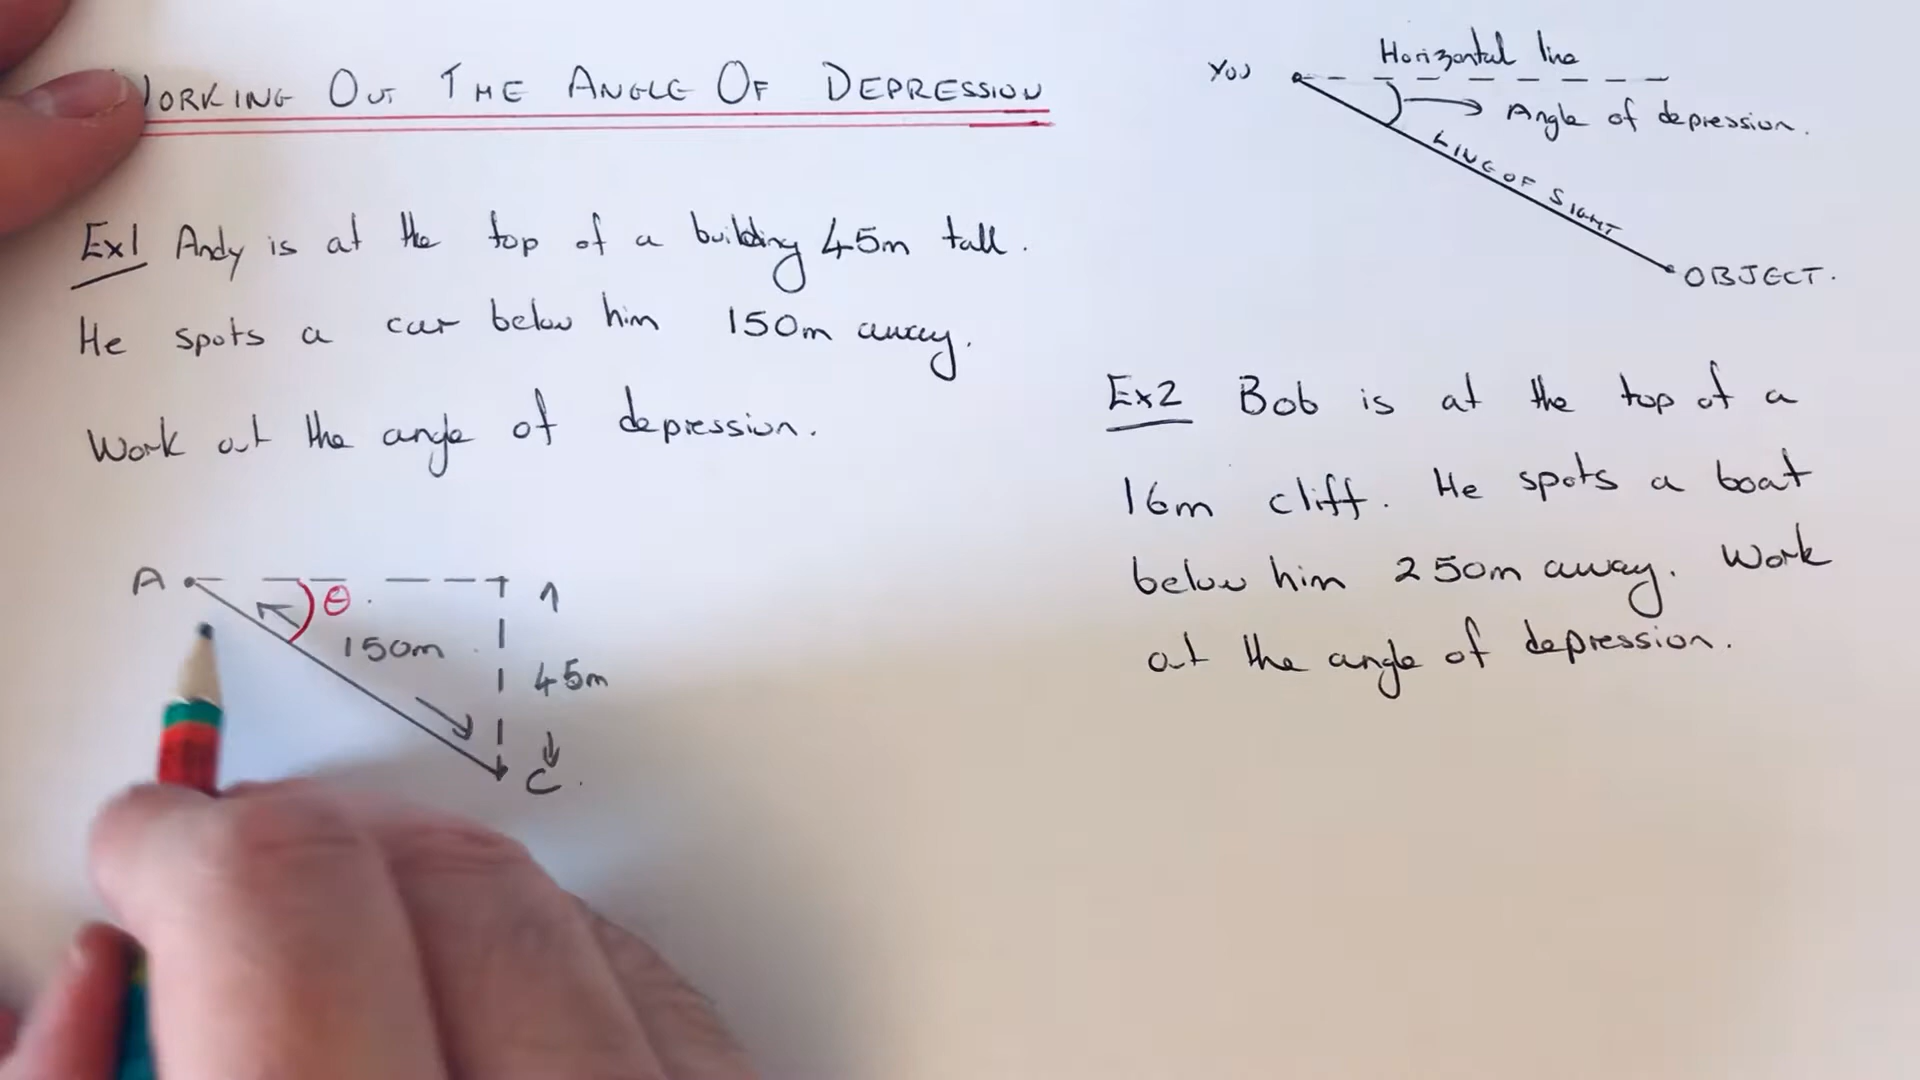 WORKING OUT THE ANGLE OF DEPRESSION
Ex1 Andy is at the top of a building 45m tall.
He spots a car below him 150m away.
Work out the angle of depression.
A
θ
150m
45m
C.
YOU
Horizontal line
Angle of depression.
LINE OF SIGHT
OBJECT.
Ex2 Bob is at the top of a
16m cliff. He spots a boat
below him 250m away. Work
out the angle of depression.